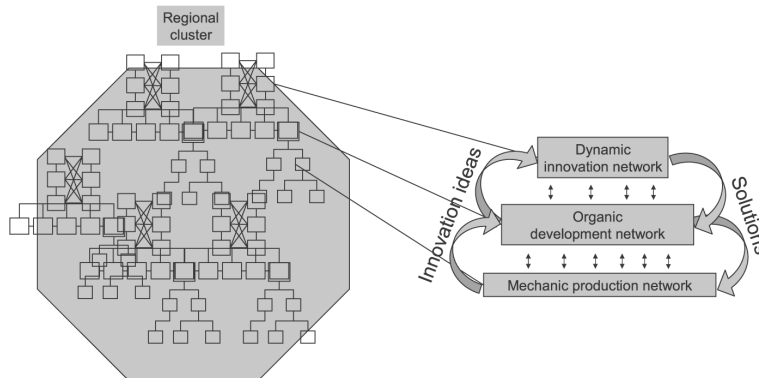 Regional
cluster
Dynamic
innovation network
Innovation ideas
Solutions
Organic
development network
Mechanic production network